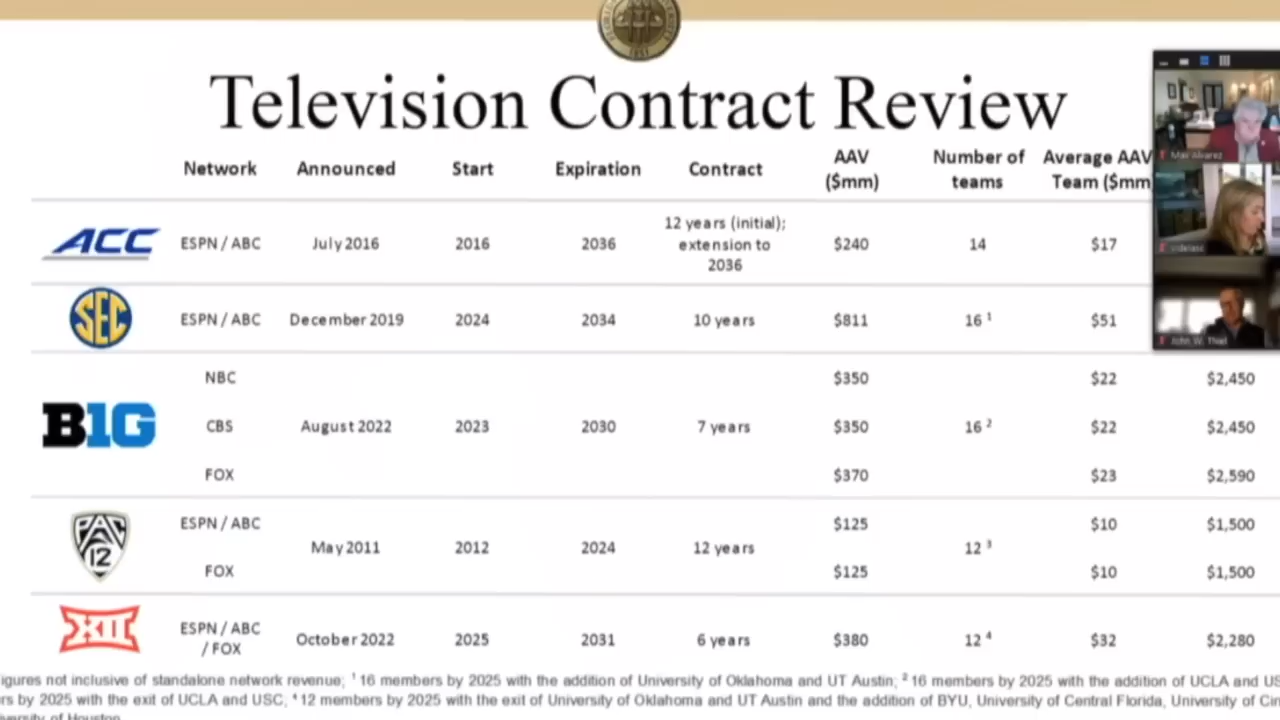 Television Contract Review
Network Announced Start Expiration Contract AAV ($mm) Number of teams Average AAV Team ($mm
ACC ESPN / ABC July 2016 2016 2036 12 years (initial); extension to 2036 $240 14 $17
SEC ESPN / ABC December 2019 2024 2034 10 years $811 16 ¹ $51
NBC $350 $22 $2,450
B1G CBS August 2022 2023 2030 7 years $350 16 ² $22 $2,450
FOX $370 $23 $2,590
ESPN / ABC $125 $10 $1,500
PAC 12 May 2011 2012 2024 12 years 12 ³
FOX $125 $10 $1,500
XII ESPN / ABC / FOX October 2022 2025 2031 6 years $380 12 ⁴ $32 $2,280
igures not inclusive of standalone network revenue; ¹ 16 members by 2025 with the addition of University of Oklahoma and UT Austin; ² 16 members by 2025 with the addition of UCLA and US
rs by 2025 with the exit of UCLA and USC; ⁴ 12 members by 2025 with the exit of University of Oklahoma and UT Austin and the addition of BYU, University of Central Florida, University of Cin
versity of Houston
Max Alvarez
John W. Thiel